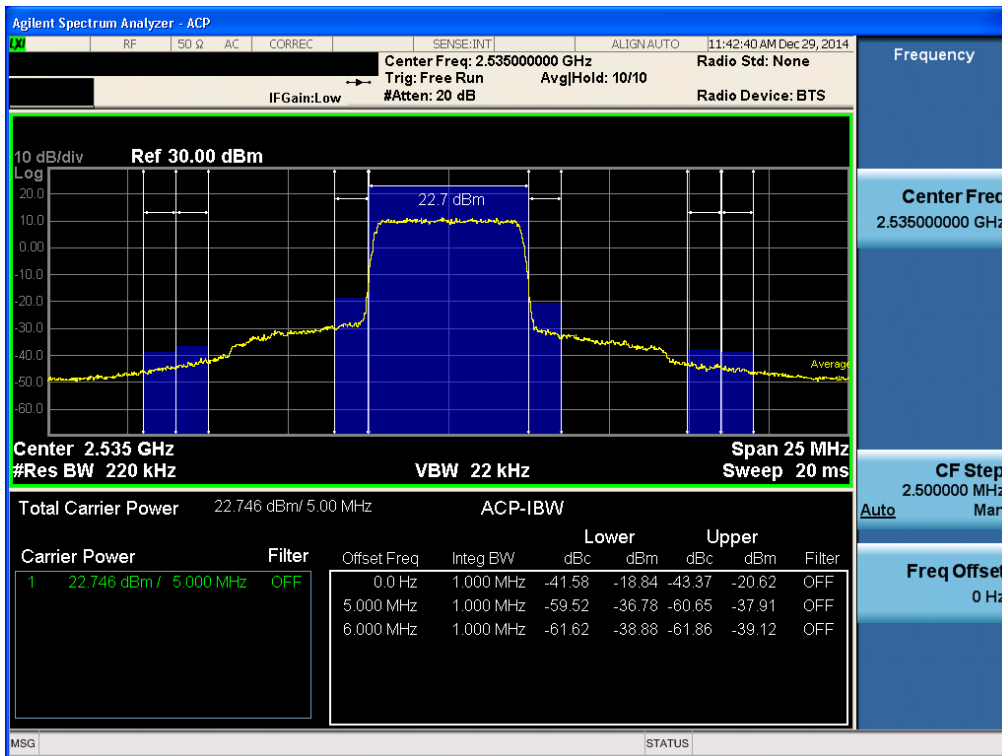 Agilent Spectrum Analyzer - ACP
LXI RF 50 Ω AC CORREC SENSE:INT ALIGN AUTO 11:42:40 AM Dec 29, 2014
Center Freq: 2.535000000 GHz Radio Std: None
Trig: Free Run Avg|Hold: 10/10
IFGain:Low #Atten: 20 dB Radio Device: BTS
10 dB/div Ref 30.00 dBm
Log
20.0
22.7 dBm
10.0
0.00
-10.0
-20.0
-30.0
-40.0
Average
-50.0
-60.0
Center 2.535 GHz Span 25 MHz
#Res BW 220 kHz VBW 22 kHz Sweep 20 ms
Total Carrier Power 22.746 dBm/ 5.00 MHz ACP-IBW
Lower Upper
Carrier Power Filter Offset Freq Integ BW dBc dBm dBc dBm Filter
1 22.746 dBm / 5.000 MHz OFF 0.0 Hz 1.000 MHz -41.58 -18.84 -43.37 -20.62 OFF
5.000 MHz 1.000 MHz -59.52 -36.78 -60.65 -37.91 OFF
6.000 MHz 1.000 MHz -61.62 -38.88 -61.86 -39.12 OFF
MSG STATUS
Frequency
Center Freq
2.535000000 GHz
CF Step
2.500000 MHz
Auto Man
Freq Offset
0 Hz